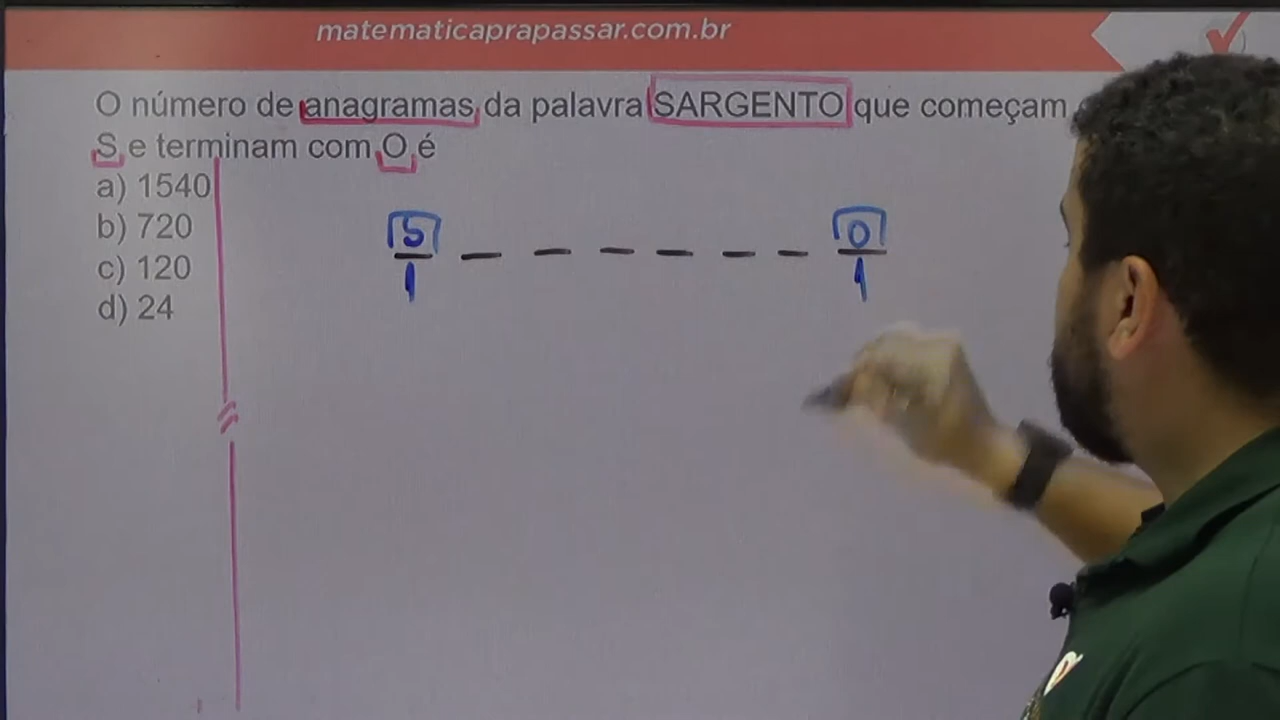 matematicaprapassar.com.br
O número de anagramas da palavra SARGENTO que começam
S e terminam com O é
a) 1540
b) 720
c) 120
d) 24
S O
1 1